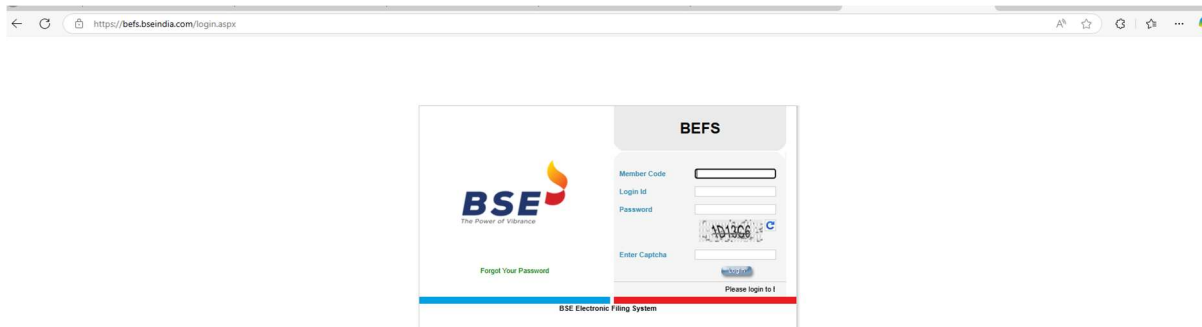 https://befs.bseindia.com/login.aspx
BEFS
Member Code
Login Id
Password
BSE
The Power of Vibrance
Enter Captcha
Forgot Your Password
Login
Please login to
BSE Electronic Filing System